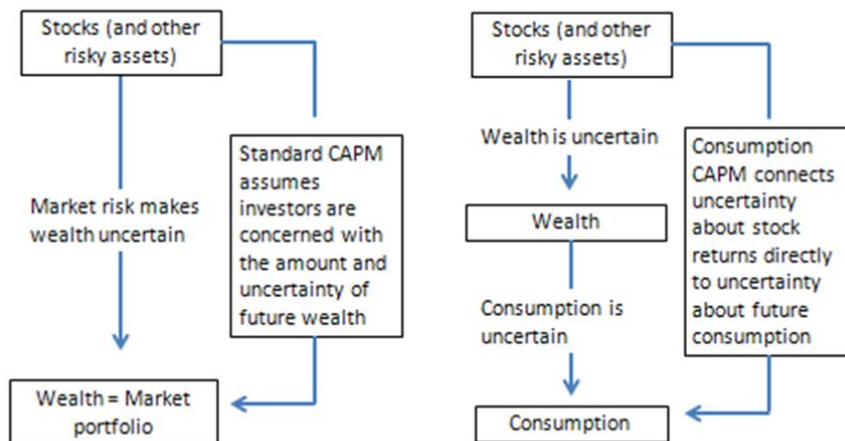 Stocks (and other
risky assets)
Standard CAPM
assumes
investors are
concerned with
the amount and
uncertainty of
future wealth
Market risk makes
wealth uncertain
Wealth = Market
portfolio
Stocks (and other
risky assets)
Wealth is uncertain
Wealth
Consumption is
uncertain
Consumption
Consumption
CAPM connects
uncertainty
about stock
returns directly
to uncertainty
about future
consumption